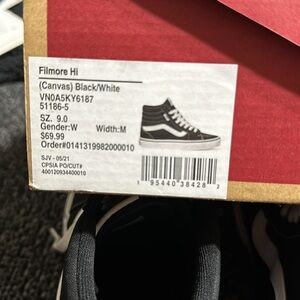 Filmore Hi
(Canvas) Black/White
VN0A5KY6187
51186-5
SZ. 9.0
Gender:W Width:M
$69.99
Order#0141319982000010
SJV - 05/21
CPSIA PO/CUT#
400120934400010
1 95440 38428 2